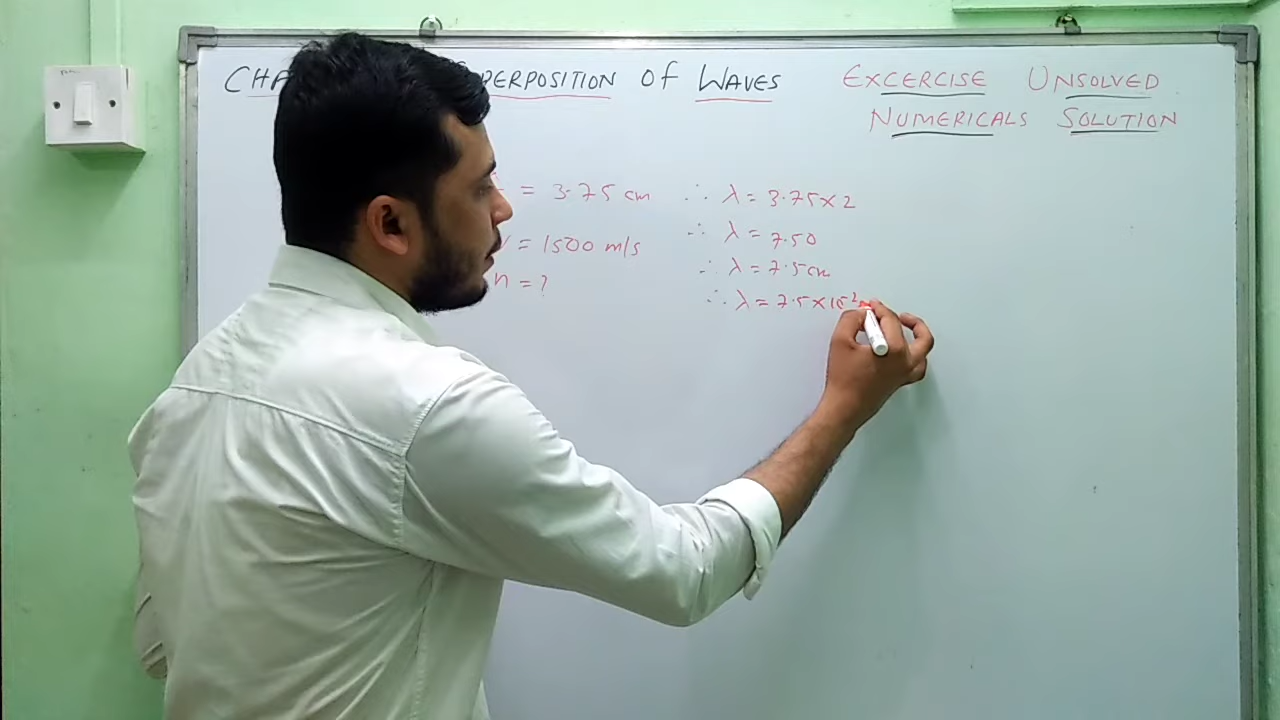 CHA PERPOSITION OF WAVES
EXCERCISE UNSOLVED
NUMERICALS SOLUTION
= 3.75 cm
V = 1500 m/s
n = ?
∴ λ = 3.75 × 2
∴ λ = 7.50
∴ λ = 7.5 cm
∴ λ = 7.5 × 10⁻² m